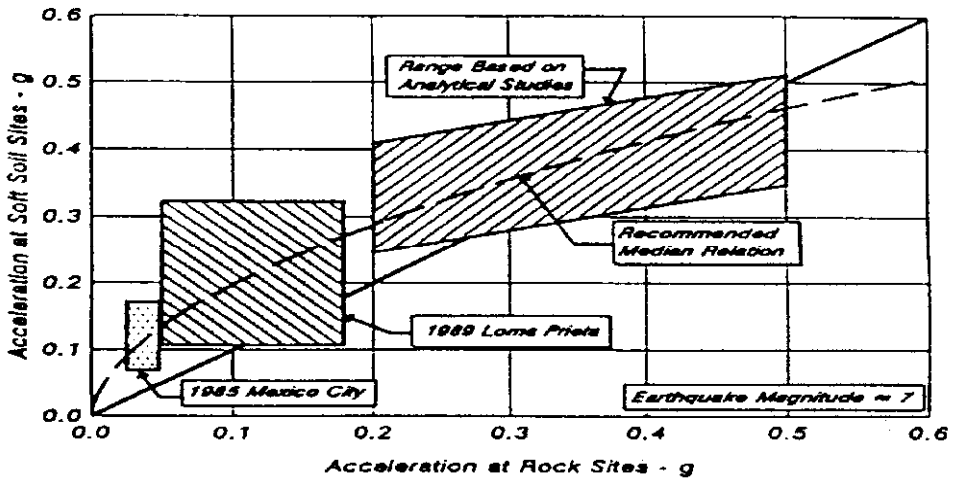 0.6
0.5
0.4
0.3
0.2
0.1
0.0
Acceleration at Soft Soil Sites - g
Range Based on
Analytical Studies
Recommended
Median Relation
1989 Loma Prieta
1985 Mexico City
Earthquake Magnitude ≈ 7
0.0 0.1 0.2 0.3 0.4 0.5 0.6
Acceleration at Rock Sites - g